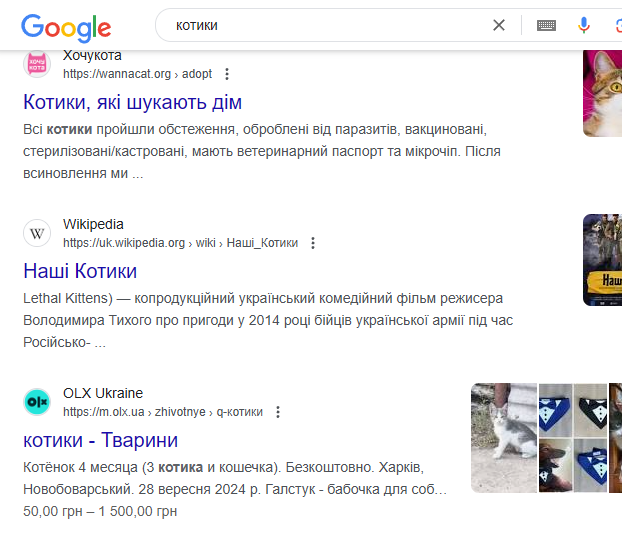 Google
котики
Хочукота
https://wannacat.org › adopt
Котики, які шукають дім
Всі котики пройшли обстеження, оброблені від паразитів, вакциновані,
стерилізовані/кастровані, мають ветеринарний паспорт та мікрочіп. Після
всиновлення ми ...
W
Wikipedia
https://uk.wikipedia.org › wiki › Наші_Котики
Наші Котики
Lethal Kittens) — копродукційний український комедійний фільм режисера
Володимира Тихого про пригоди у 2014 році бійців української армії під час
Російсько- ...
olx
OLX Ukraine
https://m.olx.ua › zhivotnye › q-котики
котики - Тварини
Котёнок 4 месяца (3 котика и кошечка). Безкоштовно. Харків,
Новобоварський. 28 вересня 2024 р. Галстук - бабочка для соб...
50,00 грн – 1 500,00 грн